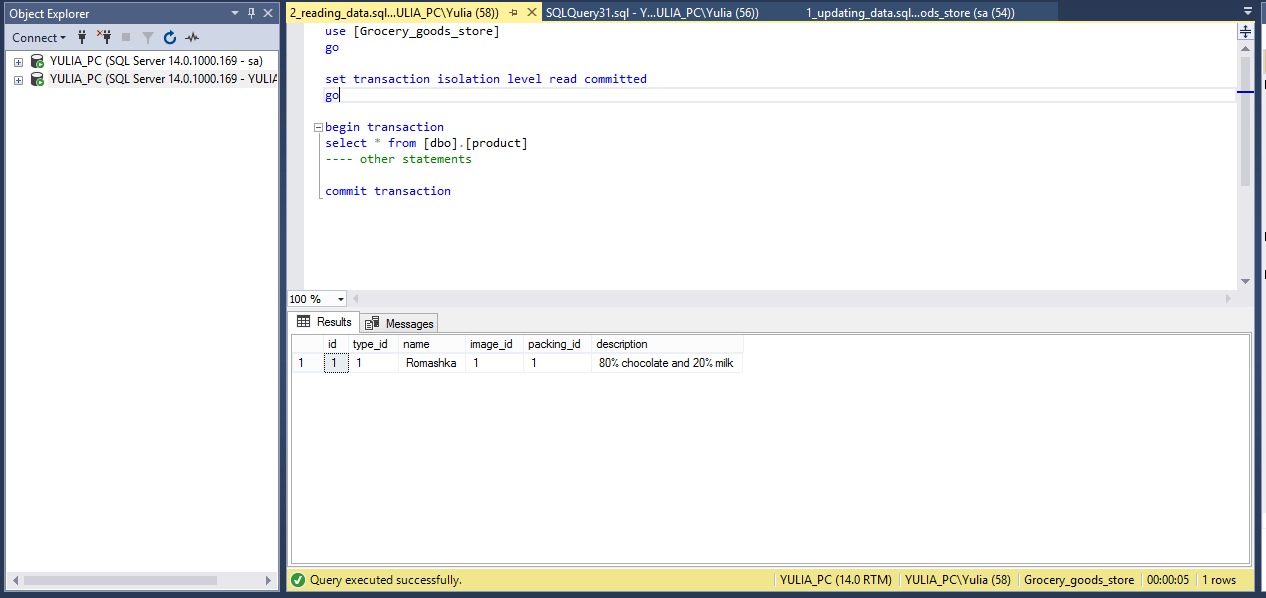 Object Explorer
Connect
YULIA_PC (SQL Server 14.0.1000.169 - sa)
YULIA_PC (SQL Server 14.0.1000.169 - YULIA
2_reading_data.sql...ULIA_PC\Yulia (58)) SQLQuery31.sql - Y...ULIA_PC\Yulia (56)) 1_updating_data.sql...ods_store (sa (54))
use [Grocery_goods_store]
go
set transaction isolation level read committed
go
begin transaction
select * from [dbo].[product]
---- other statements
commit transaction
100 %
Results Messages
id type_id name image_id packing_id description
1 1 1 Romashka 1 1 80% chocolate and 20% milk
Query executed successfully. YULIA_PC (14.0 RTM) YULIA_PC\Yulia (58) Grocery_goods_store 00:00:05 1 rows